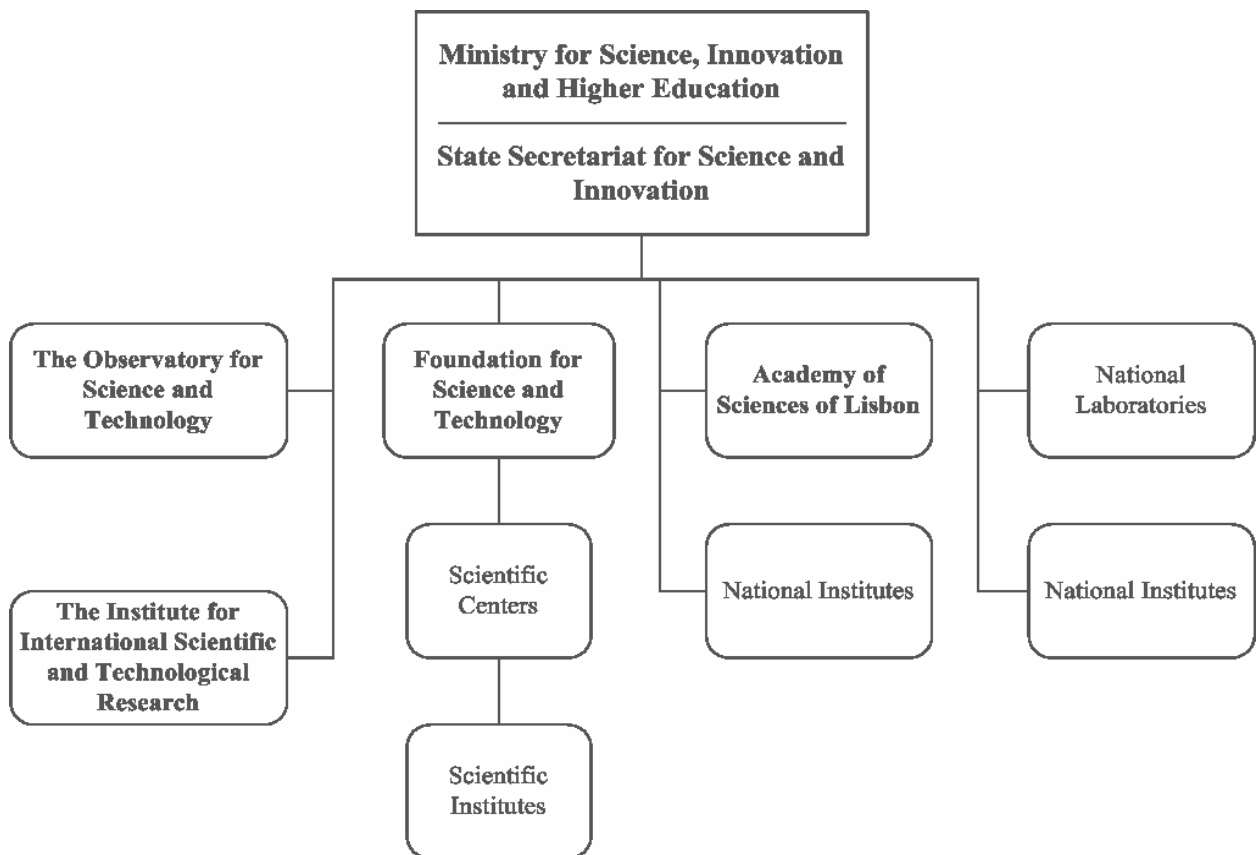 Ministry for Science, Innovation
and Higher Education
State Secretariat for Science and
Innovation
The Observatory for
Science and
Technology
Foundation for
Science and
Technology
Academy of
Sciences of Lisbon
National
Laboratories
Scientific
Centers
National Institutes
National Institutes
The Institute for
International Scientific
and Technological
Research
Scientific
Institutes